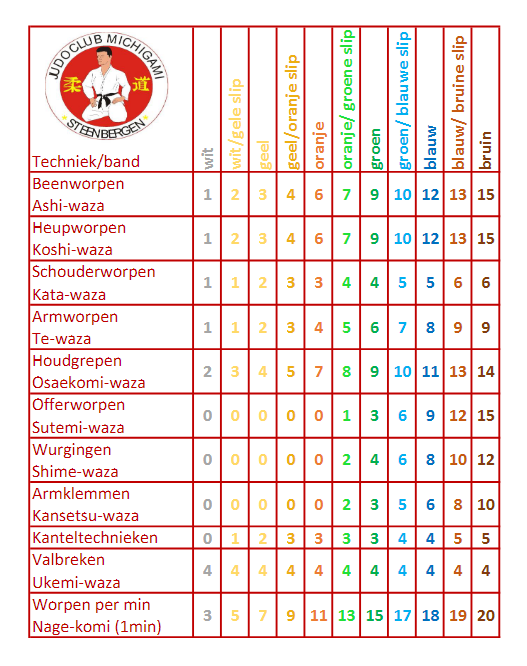 JUDOCLUB MICHIGAMI
柔 道
STEENBERGEN
Techniek/band wit wit/gele slip geel geel/oranje slip oranje oranje/ groene slip groen groen/ blauwe slip blauw blauw/ bruine slip bruin
Beenworpen
Ashi-waza 1 2 3 4 6 7 9 10 12 13 15
Heupworpen
Koshi-waza 1 2 3 4 6 7 9 10 12 13 15
Schouderworpen
Kata-waza 1 1 2 3 3 4 4 5 5 6 6
Armworpen
Te-waza 1 1 2 3 4 5 6 7 8 9 9
Houdgrepen
Osaekomi-waza 2 3 4 5 7 8 9 10 11 13 14
Offerworpen
Sutemi-waza 0 0 0 0 0 1 3 6 9 12 15
Wurgingen
Shime-waza 0 0 0 0 0 2 4 6 8 10 12
Armklemmen
Kansetsu-waza 0 0 0 0 0 2 3 5 6 8 10
Kanteltechnieken 0 1 2 3 3 3 3 4 4 5 5
Valbreken
Ukemi-waza 4 4 4 4 4 4 4 4 4 4 4
Worpen per min
Nage-komi (1min) 3 5 7 9 11 13 15 17 18 19 20